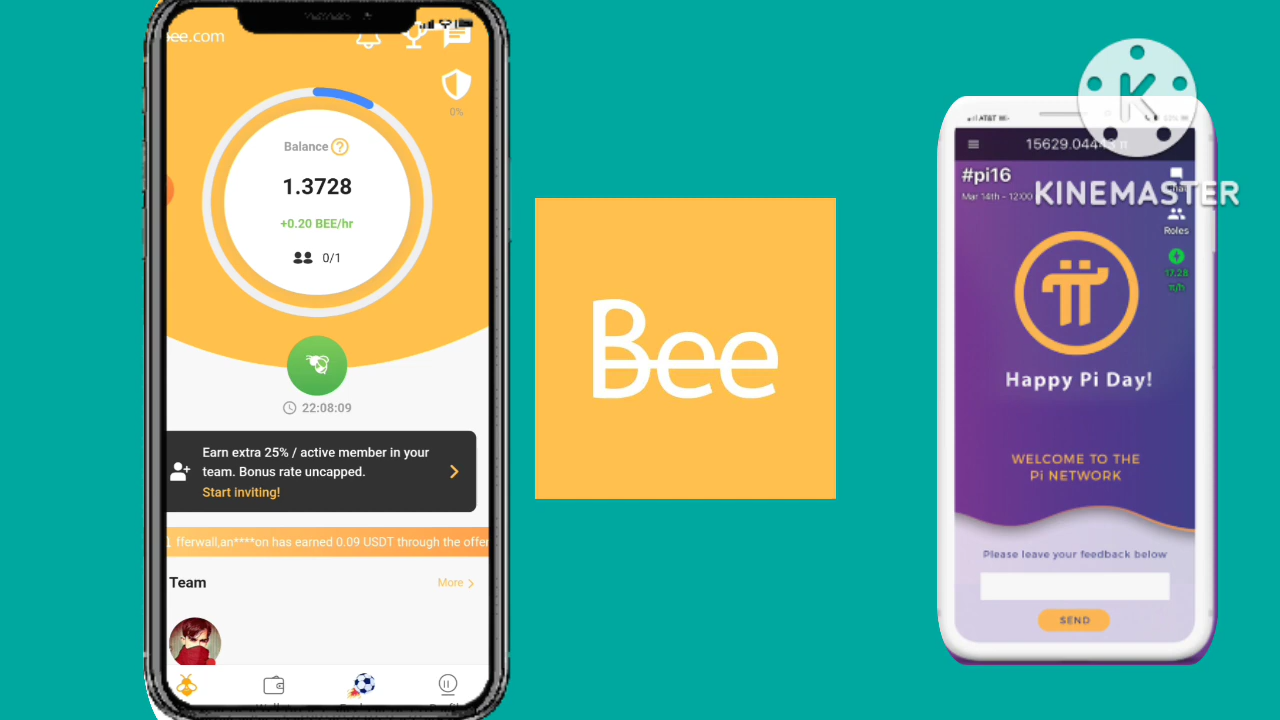 ee.com
0%
Balance ?
1.3728
+0.20 BEE/hr
0/1
22:08:09
Earn extra 25% / active member in your
team. Bonus rate uncapped.
Start inviting!
fferwall,an****on has earned 0.09 USDT through the offer
Team
More >
Bee
AT&T
15629.0444
#pi16
Mar 14th - 12:00
KINEMASTER
K
Roles
17.28
π/h
π
Happy Pi Day!
WELCOME TO THE
Pi NETWORK
Please leave your feedback below
SEND